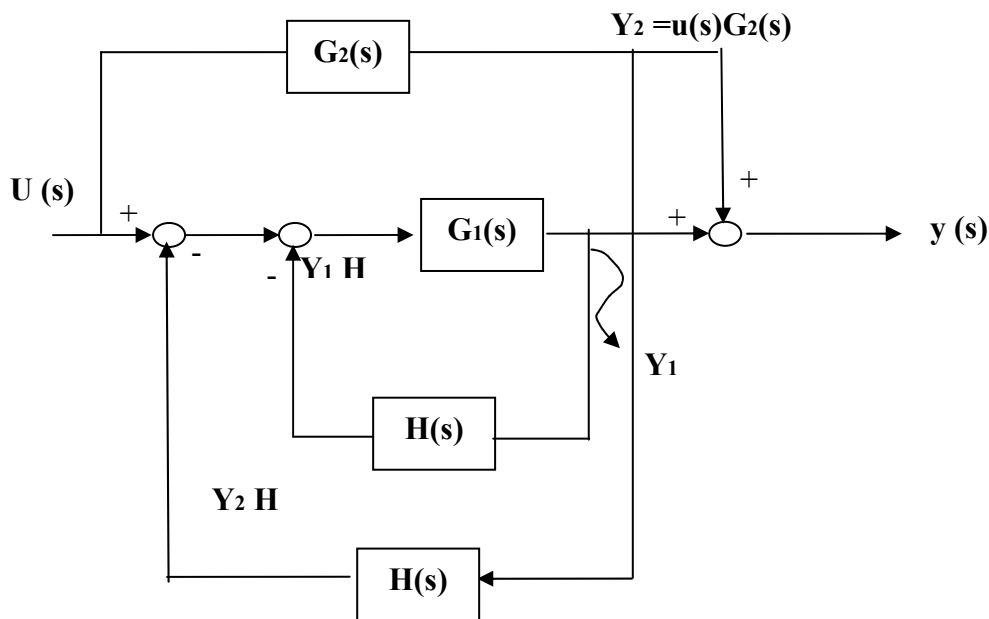 Y₂ =u(s)G₂(s)
G₂(s)
U (s)
+
+
+
G₁(s)
y (s)
-
-
Y₁ H
Y₁
H(s)
Y₂ H
H(s)